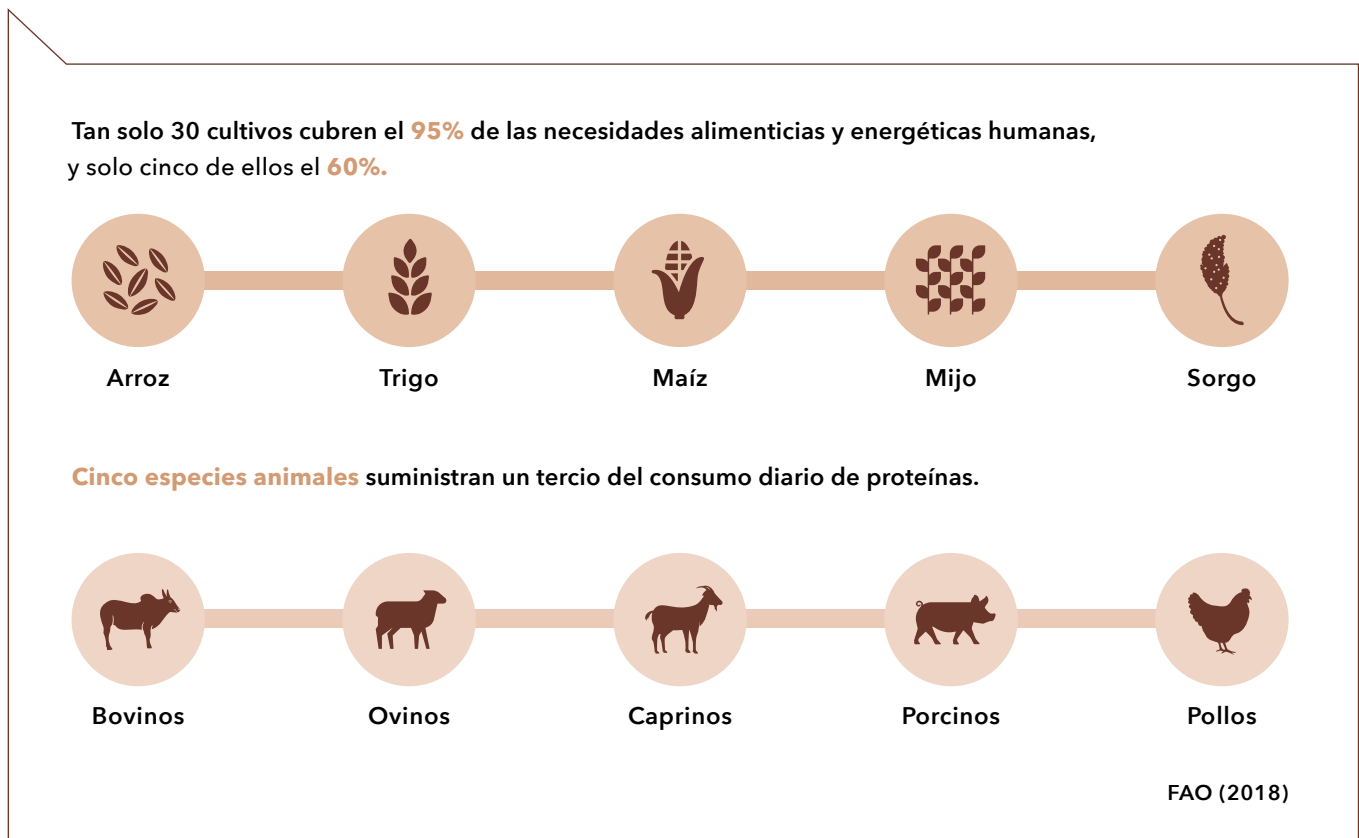 Tan solo 30 cultivos cubren el 95% de las necesidades alimenticias y energéticas humanas,
y solo cinco de ellos el 60%.
Arroz
Trigo
Maíz
Mijo
Sorgo
Cinco especies animales suministran un tercio del consumo diario de proteínas.
Bovinos
Ovinos
Caprinos
Porcinos
Pollos
FAO (2018)